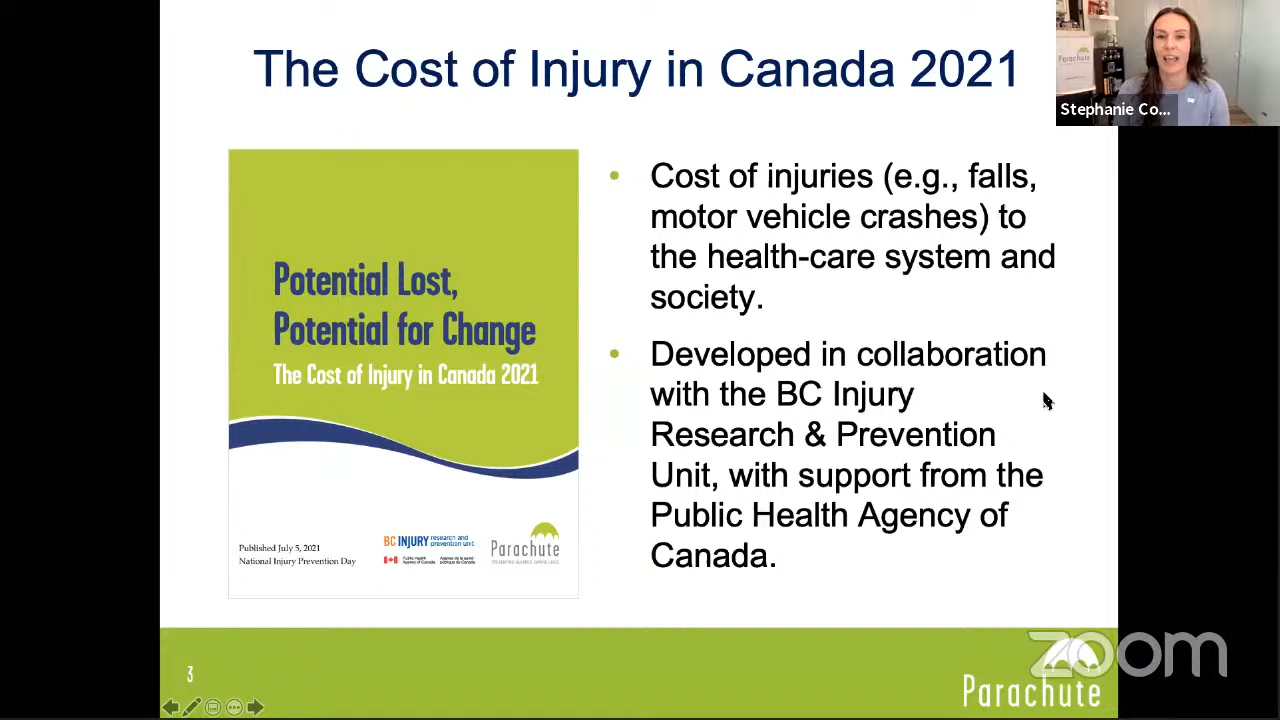 The Cost of Injury in Canada 2021
Parachute
Stephanie Co...
Potential Lost,
Potential for Change
The Cost of Injury in Canada 2021
Published July 5, 2021
National Injury Prevention Day
BC INJURY research and
prevention unit
Public Health
Agency of Canada
Agence de la santé
publique du Canada
Parachute
PREVENTING INJURIES. SAVING LIVES.
• Cost of injuries (e.g., falls,
motor vehicle crashes) to
the health-care system and
society.
• Developed in collaboration
with the BC Injury
Research & Prevention
Unit, with support from the
Public Health Agency of
Canada.
3
zoom
Parachute